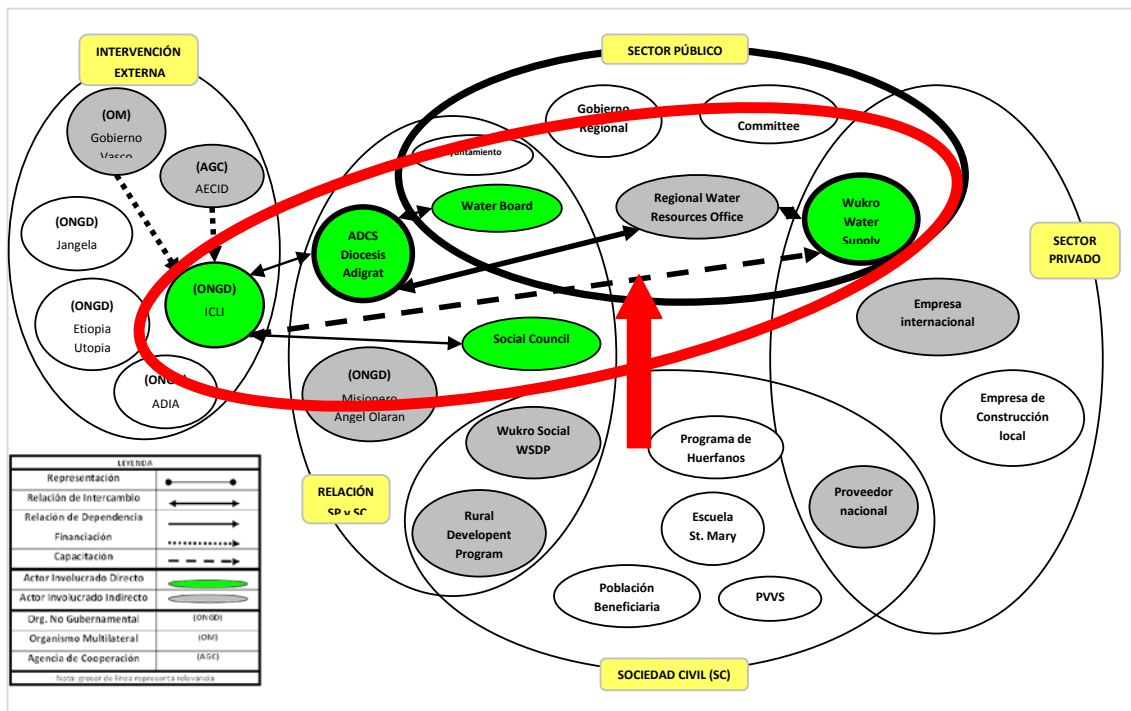 INTERVENCIÓN
EXTERNA
SECTOR PÚBLICO
(OM)
Gobierno
Vasco
(AGC)
AECID
(ONGD)
Jangela
(ONGD)
ICLI
(ONGD)
Etiopia
Utopia
ADIA
Gobierno
Regional
Committee
Water Board
Regional Water
Resources Office
Wukro
Water
Supply
ADCS
Diocesis
Adigrat
SECTOR
PRIVADO
Social Council
Empresa
internacional
(ONGD)
Misionero
Angel Olaran
Empresa de
Construcción
local
Wukro Social
WSDP
Programa de
Huerfanos
RELACIÓN
SP y SC
Proveedor
nacional
Rural
Developent
Program
Escuela
St. Mary
Población
Beneficiaria
PVVS
SOCIEDAD CIVIL (SC)
LEYENDA
Representación
Relación de Intercambio
Relación de Dependencia
Financiación
Capacitación
Actor Involucrado Directo
Actor Involucrado Indirecto
Org. No Gubernamental (ONGD)
Organismo Multilateral (OM)
Agencia de Cooperación (AGC)
Nota: grosor de línea representa relevancia